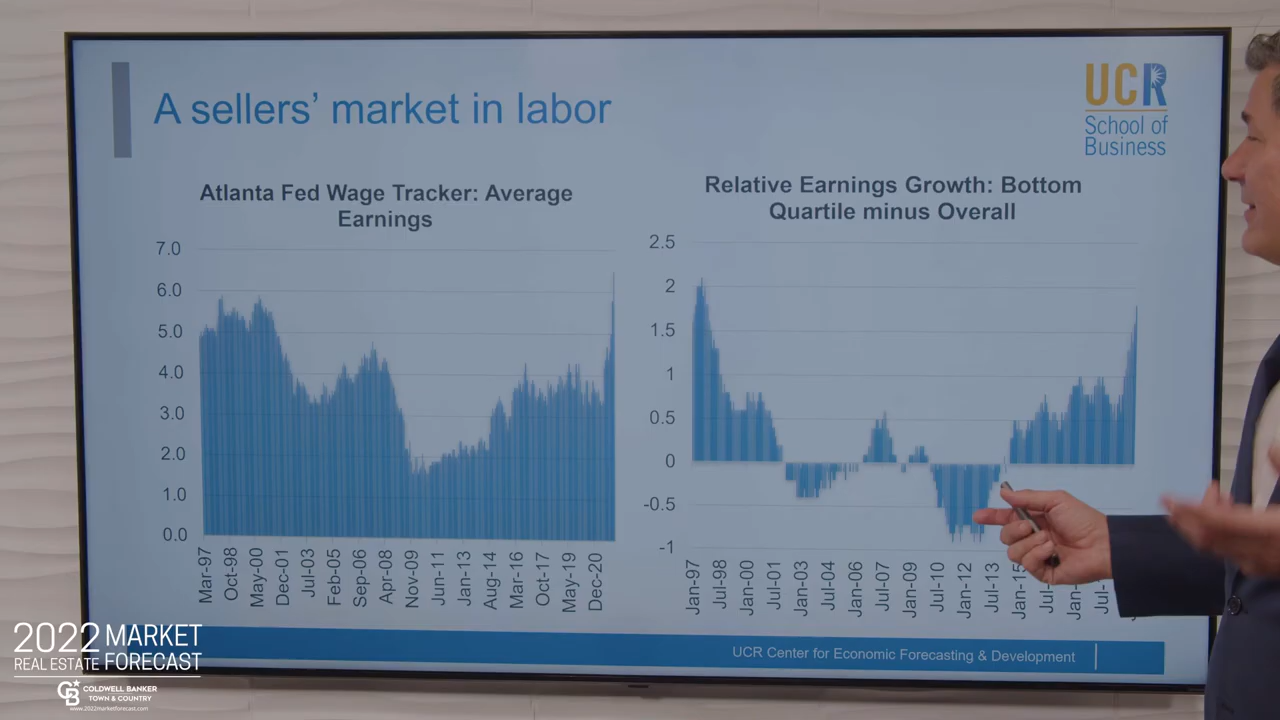 A sellers’ market in labor
UCR
School of
Business
Atlanta Fed Wage Tracker: Average
Earnings
7.0
6.0
5.0
4.0
3.0
2.0
1.0
0.0
Mar-97
Oct-98
May-00
Dec-01
Jul-03
Feb-05
Sep-06
Apr-08
Nov-09
Jun-11
Jan-13
Aug-14
Mar-16
Oct-17
May-19
Dec-20
Relative Earnings Growth: Bottom
Quartile minus Overall
2.5
2
1.5
1
0.5
0
-0.5
-1
Jan-97
Jul-98
Jan-00
Jul-01
Jan-03
Jul-04
Jan-06
Jul-07
Jan-09
Jul-10
Jan-12
Jul-13
Jan-15
UCR Center for Economic Forecasting & Development
2022 MARKET
REAL ESTATE FORECAST
CB
COLDWELL BANKER
TOWN & COUNTRY
www.2022marketforecast.com